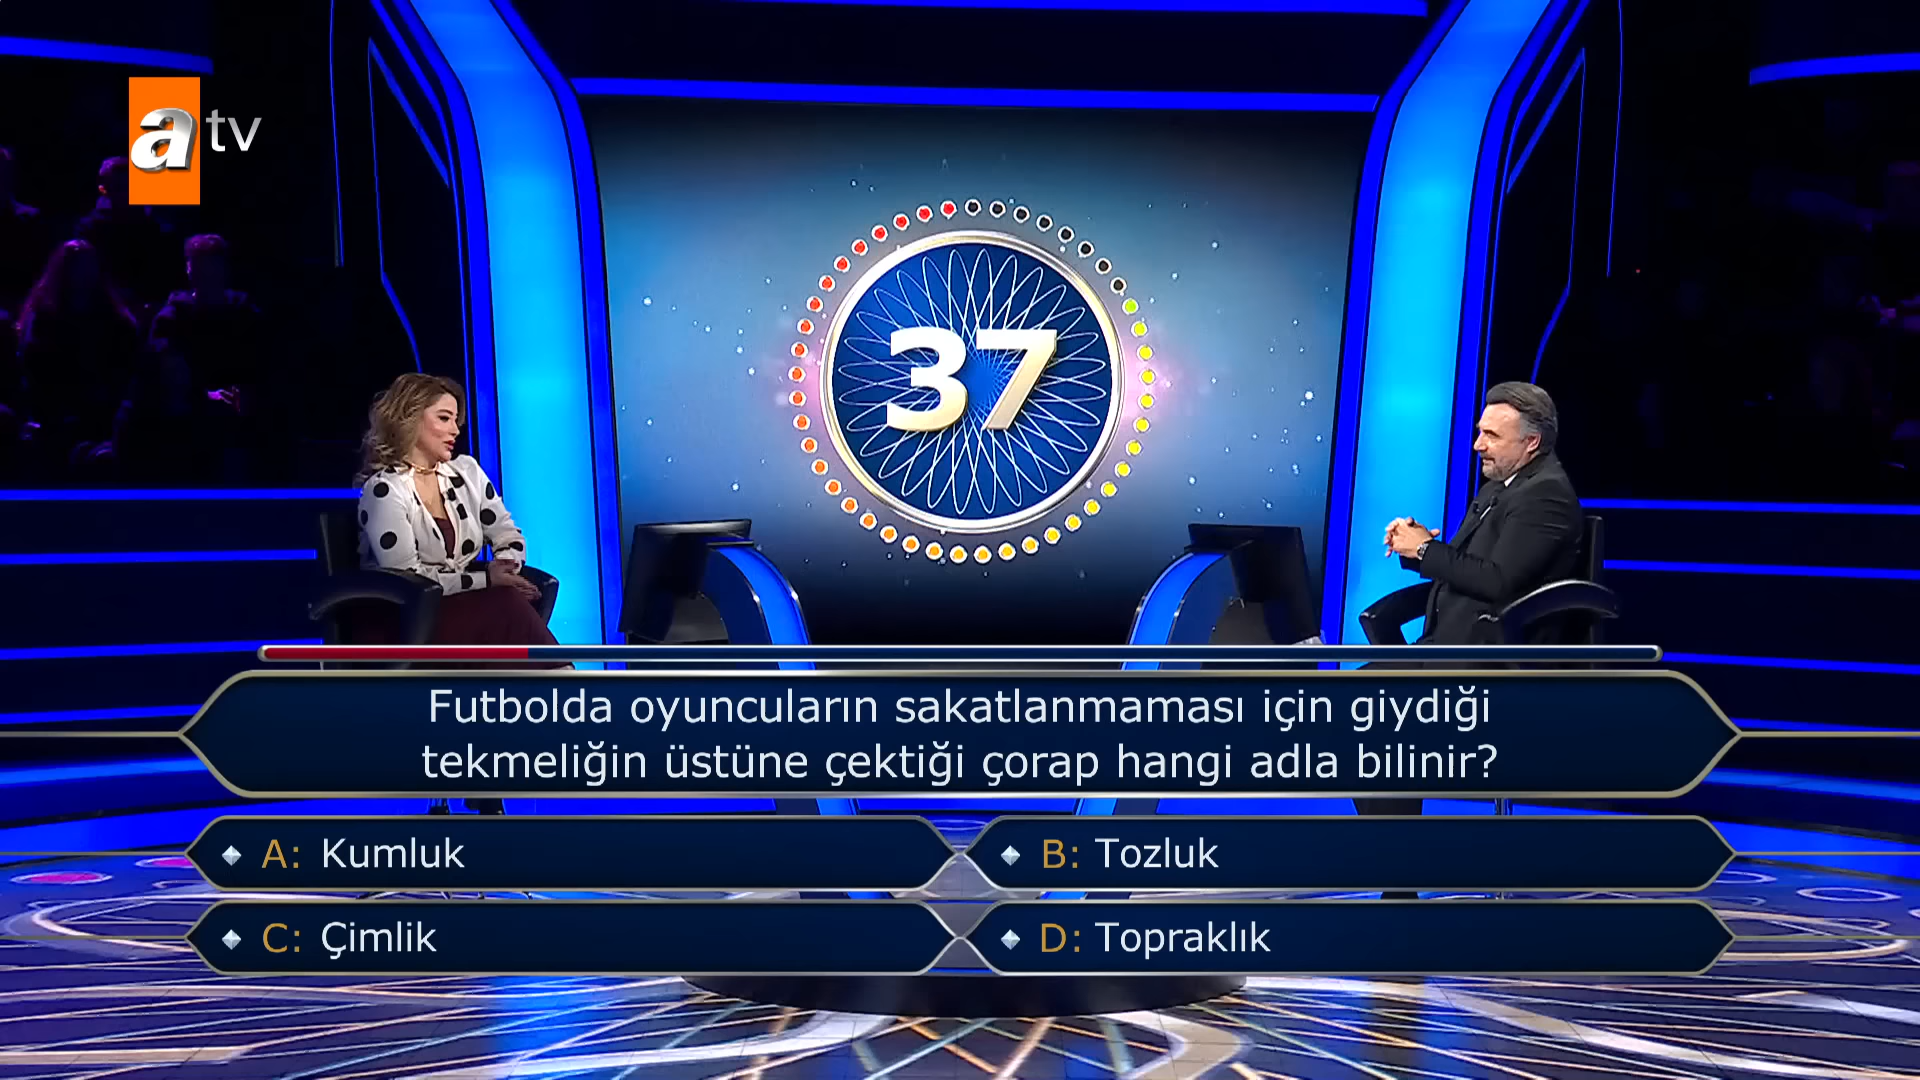 atv
37
Futbolda oyuncuların sakatlanmaması için giydiği
tekmeliğin üstüne çektiği çorap hangi adla bilinir?
A: Kumluk
B: Tozluk
C: Çimlik
D: Topraklık